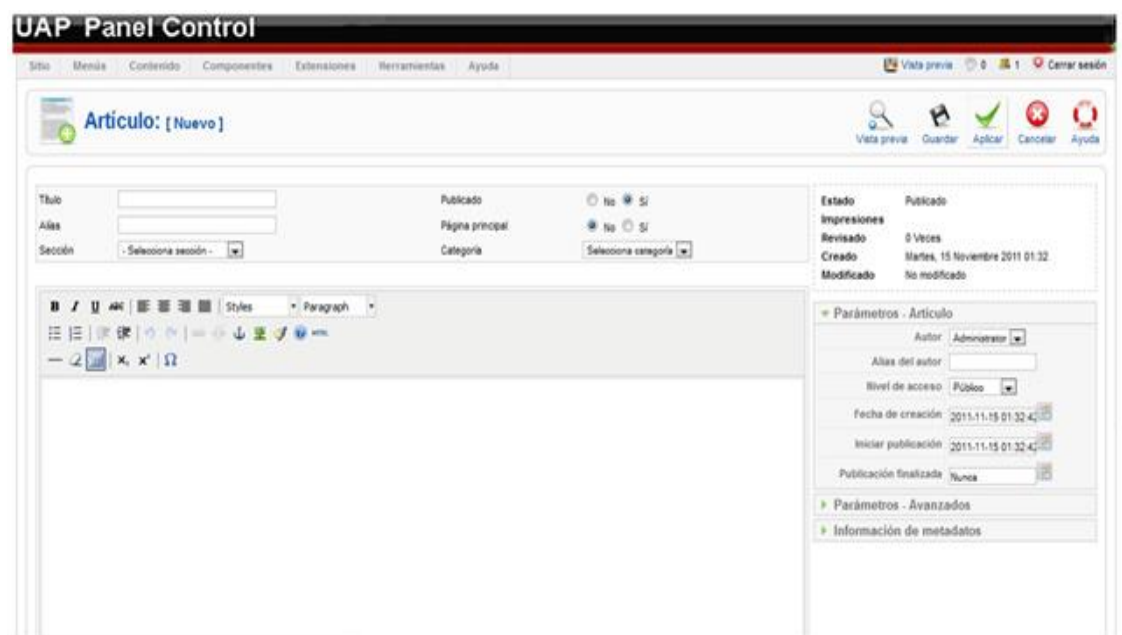 UAP Panel Control
Sitio Menús Contenido Componentes Extensiones Herramientas Ayuda Vista previa 0 1 Cerrar sesión
Artículo: [ Nuevo ]
Vista previa Guardar Aplicar Cancelar Ayuda
Título Publicado No Sí
Alias Página principal No Sí
Sección - Selecciona sección - Categoría Selecciona categoría
Estado Publicado
Impresiones
Revisado 0 Veces
Creado Martes, 15 Noviembre 2011 01:32
Modificado No modificado
B I U ABC Styles Paragraph
HTML
Ω
Parámetros - Artículo
Autor Administrator
Alias del autor
Nivel de acceso Público
Fecha de creación 2011-11-15 01:32:42
Iniciar publicación 2011-11-15 01:32:42
Publicación finalizada Nunca
Parámetros - Avanzados
Información de metadatos